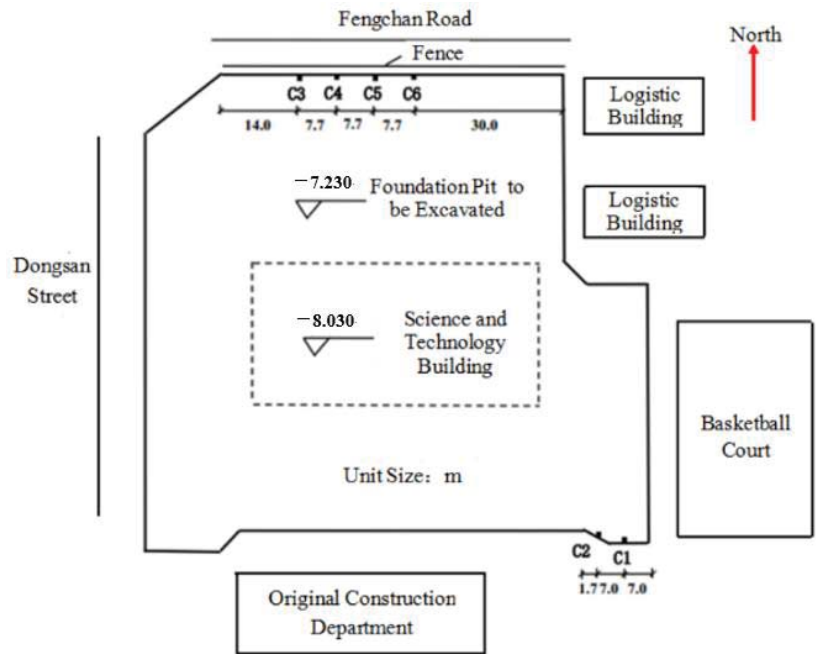 Fengchan Road
Fence
North
C3 C4 C5 C6
14.0 7.7 7.7 7.7 30.0
Logistic
Building
−7.230
Foundation Pit to
be Excavated
Logistic
Building
Dongsan
Street
−8.030
Science and
Technology
Building
Basketball
Court
Unit Size：m
C2 C1
1.7 7.0 7.0
Original Construction
Department